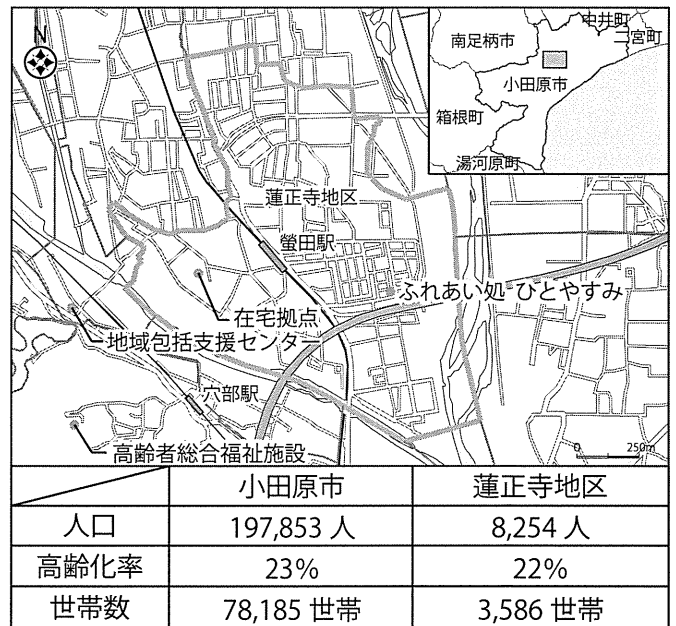 N
中井町
南足柄市
二宮町
小田原市
箱根町
湯河原町
蓮正寺地区
螢田駅
ふれあい処 ひとやすみ
在宅拠点
地域包括支援センター
穴部駅
高齢者総合福祉施設
0 250m
小田原市 蓮正寺地区
人口 197,853 人 8,254 人
高齢化率 23% 22%
世帯数 78,185 世帯 3,586 世帯